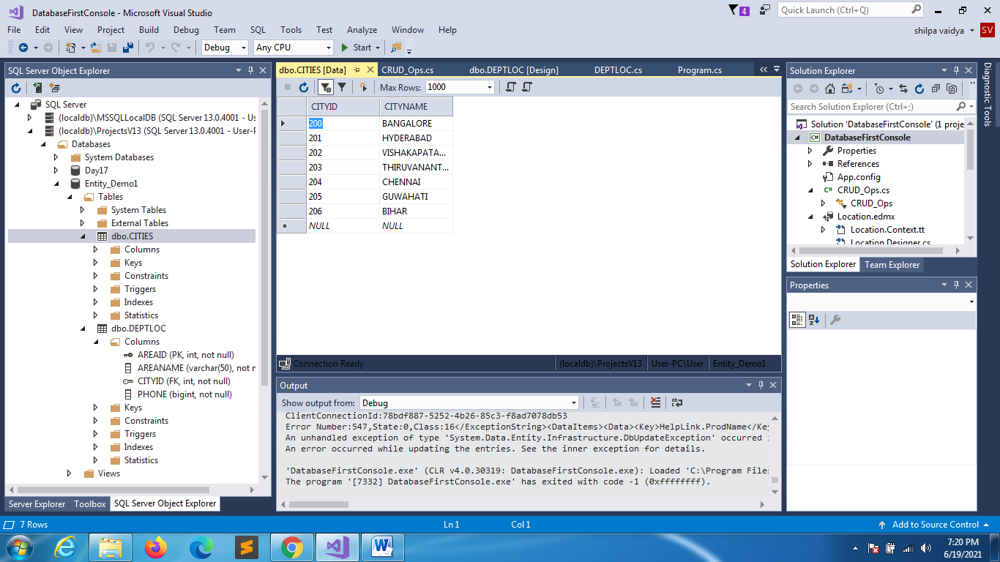 DatabaseFirstConsole - Microsoft Visual Studio
4
Quick Launch (Ctrl+Q)
File Edit View Project Build Debug Team SQL Tools Test Analyze Window Help
shilpa vaidya
SV
Debug
Any CPU
Start
SQL Server Object Explorer
SQL Server
(localdb)\MSSQLLocalDB (SQL Server 13.0.4001 - Us
(localdb)\ProjectsV13 (SQL Server 13.0.4001 - User-F
Databases
System Databases
Day17
Entity_Demo1
Tables
System Tables
External Tables
dbo.CITIES
Columns
Keys
Constraints
Triggers
Indexes
Statistics
dbo.DEPTLOC
Columns
AREAID (PK, int, not null)
AREANAME (varchar(50), not r
CITYID (FK, int, not null)
PHONE (bigint, not null)
Keys
Constraints
Triggers
Indexes
Statistics
Views
Server Explorer Toolbox SQL Server Object Explorer
dbo.CITIES [Data] CRUD_Ops.cs dbo.DEPTLOC [Design] DEPTLOC.cs Program.cs
Max Rows: 1000
CITYID CITYNAME
200 BANGALORE
201 HYDERABAD
202 VISHAKAPATA...
203 THIRUVANANT...
204 CHENNAI
205 GUWAHATI
206 BIHAR
NULL NULL
Connection Ready (localdb)\ProjectsV13 User-PC\User Entity_Demo1
Output
Show output from: Debug
ClientConnectionId:78bdf887-5252-4b26-85c3-f8ad7078db53
Error Number:547,State:0,Class:16</ExceptionString><DataItems><Data><Key>HelpLink.ProdName</Key
An unhandled exception of type 'System.Data.Entity.Infrastructure.DbUpdateException' occurred i
An error occurred while updating the entries. See the inner exception for details.
'DatabaseFirstConsole.exe' (CLR v4.0.30319: DatabaseFirstConsole.exe): Loaded 'C:\Program Files
The program '[7332] DatabaseFirstConsole.exe' has exited with code -1 (0xffffffff).
Solution Explorer
Search Solution Explorer (Ctrl+;)
Solution 'DatabaseFirstConsole' (1 proje
DatabaseFirstConsole
Properties
References
App.config
CRUD_Ops.cs
CRUD_Ops
Location.edmx
Location.Context.tt
Location.Designer.cs
Solution Explorer Team Explorer
Properties
Diagnostic Tools
7 Rows Ln 1 Col 1 Add to Source Control
7:20 PM
6/19/2021